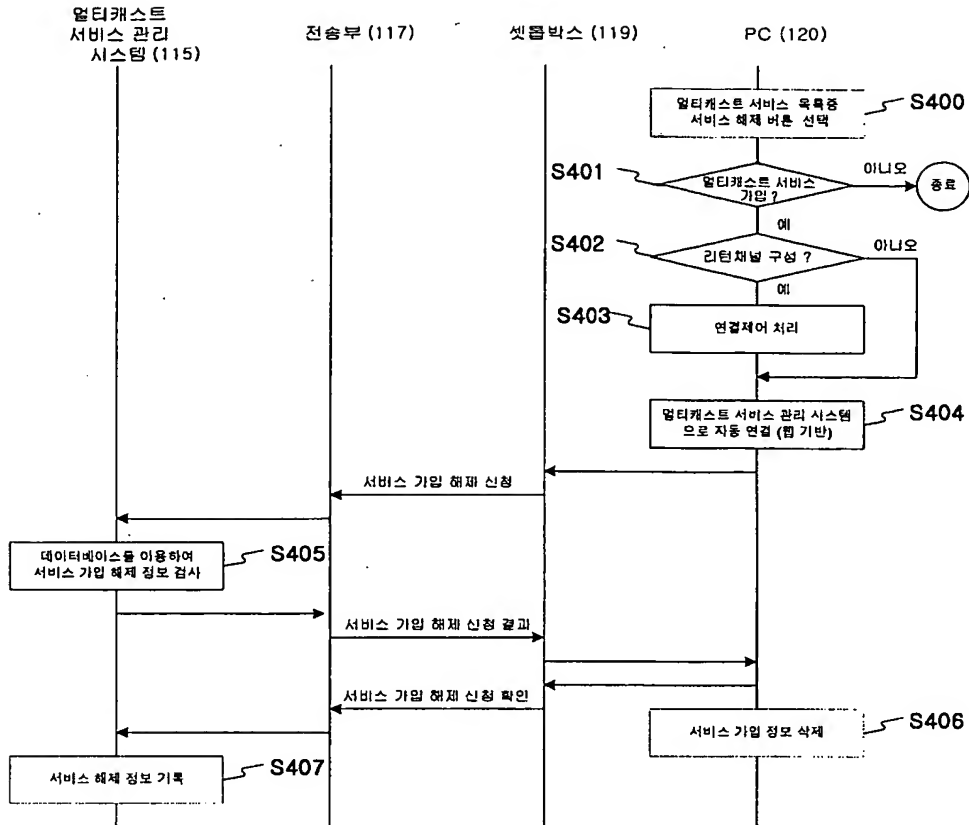 멀티캐스트
서비스 관리
시스템 (115)
전송부 (117)
셋톱박스 (119)
PC (120)
멀티캐스트 서비스 목록중
서비스 해제 버튼 선택
S400
S401
멀티캐스트 서비스
가입 ?
아니오
종료
예
S402
리턴채널 구성 ?
아니오
예
S403
연결제어 처리
멀티캐스트 서비스 관리 시스템
으로 자동 연결 (웹 기반)
S404
서비스 가입 해제 신청
데이터베이스를 이용하여
서비스 가입 해제 정보 검사
S405
서비스 가입 해제 신청 결과
서비스 가입 해제 신청 확인
서비스 가입 정보 삭제
S406
서비스 해제 정보 기록
S407